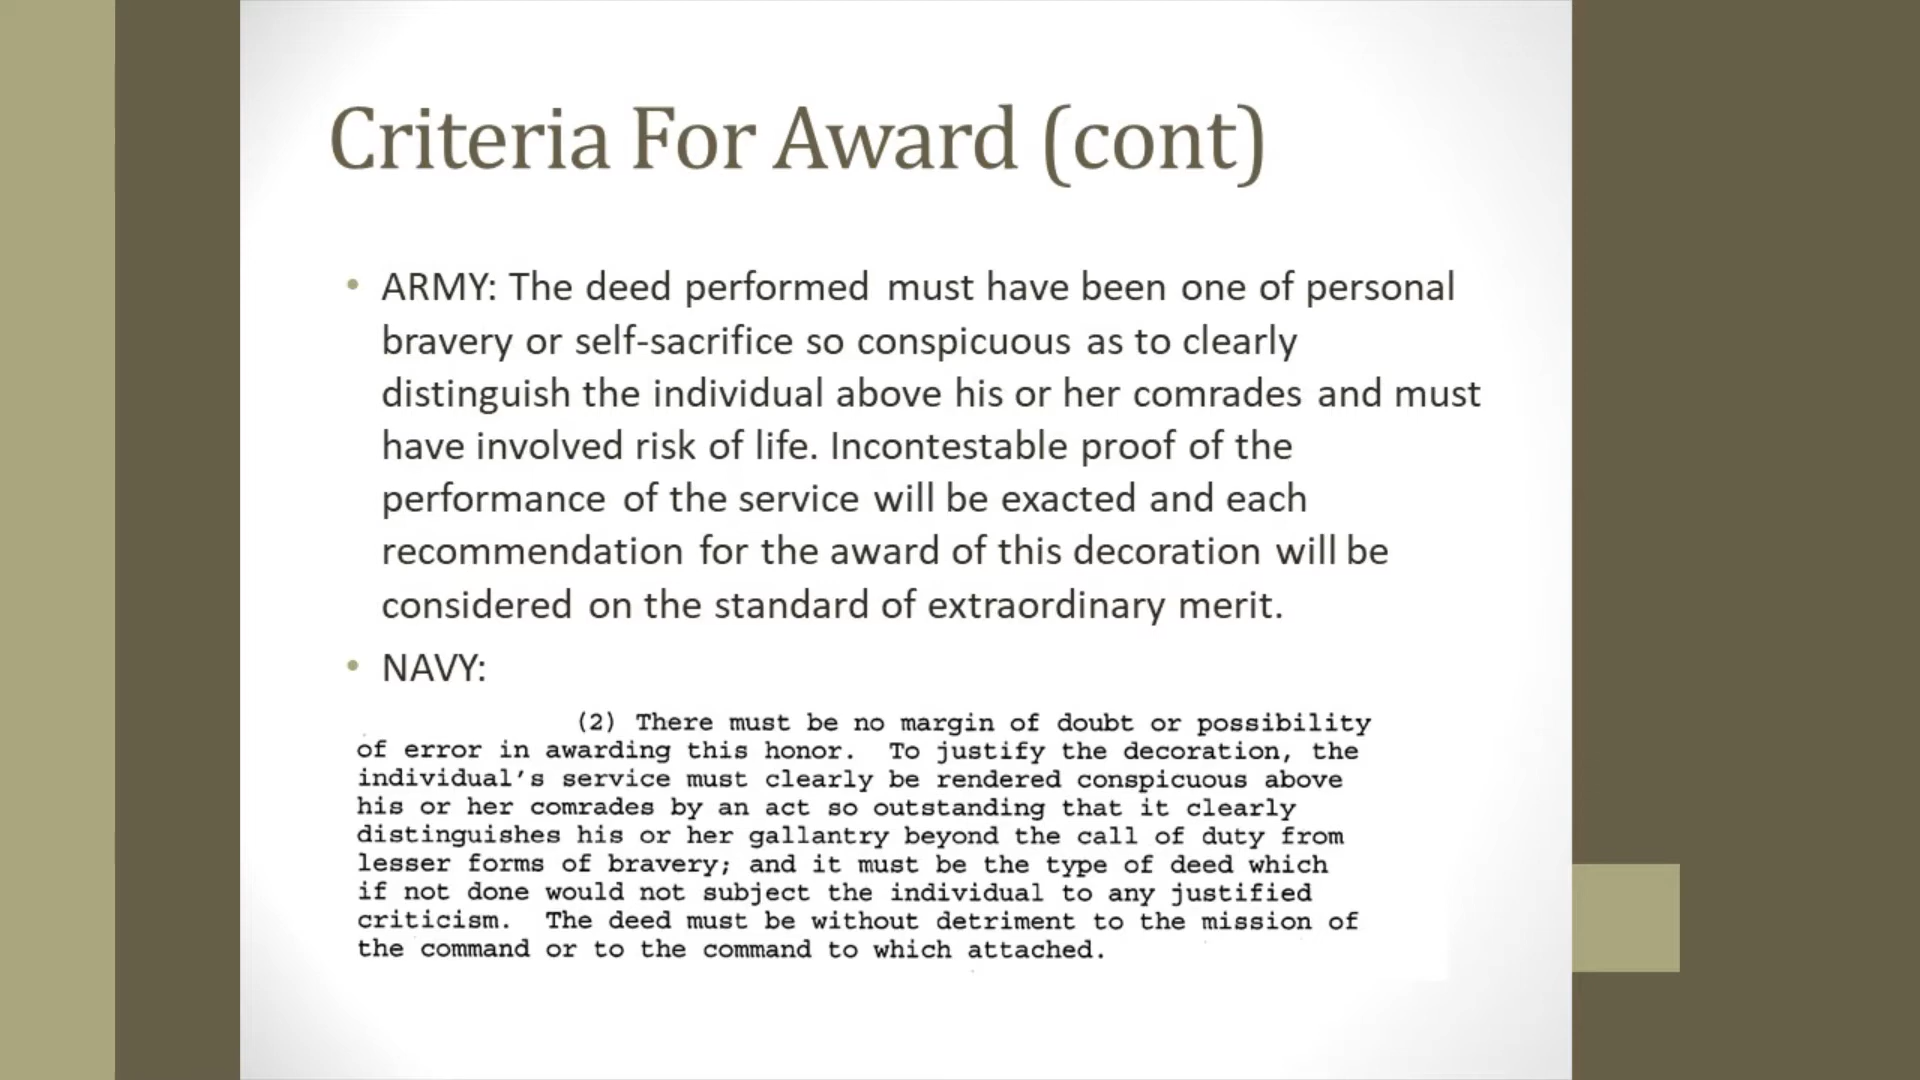 Criteria For Award (cont)
• ARMY: The deed performed must have been one of personal
bravery or self-sacrifice so conspicuous as to clearly
distinguish the individual above his or her comrades and must
have involved risk of life. Incontestable proof of the
performance of the service will be exacted and each
recommendation for the award of this decoration will be
considered on the standard of extraordinary merit.
• NAVY:
(2) There must be no margin of doubt or possibility
of error in awarding this honor. To justify the decoration, the
individual's service must clearly be rendered conspicuous above
his or her comrades by an act so outstanding that it clearly
distinguishes his or her gallantry beyond the call of duty from
lesser forms of bravery; and it must be the type of deed which
if not done would not subject the individual to any justified
criticism. The deed must be without detriment to the mission of
the command or to the command to which attached.